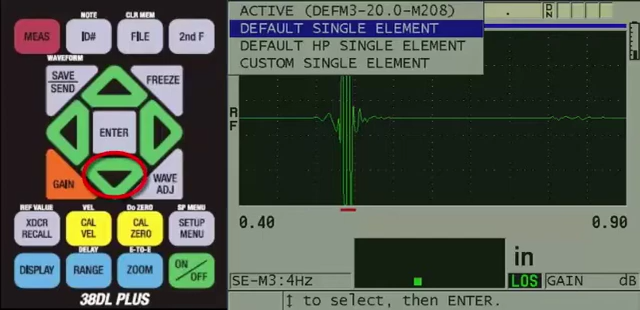 NOTE
CLR MEM
MEAS
ID#
FILE
2nd F
WAVEFORM
SAVE/
SEND
FREEZE
ENTER
GAIN
WAVE
ADJ
REF VALUE
VEL
Do ZERO
SP MENU
XDCR
RECALL
CAL
VEL
CAL
ZERO
SETUP
MENU
DELAY
E-TO-E
DISPLAY
RANGE
ZOOM
ON/
OFF
38DL PLUS
ACTIVE (DEFM3-20.0-M208)
DEFAULT SINGLE ELEMENT
DEFAULT HP SINGLE ELEMENT
CUSTOM SINGLE ELEMENT
DN
RF
0.40
0.90
in
SE-M3:4Hz
LOS
GAIN dB
↕ to select, then ENTER.